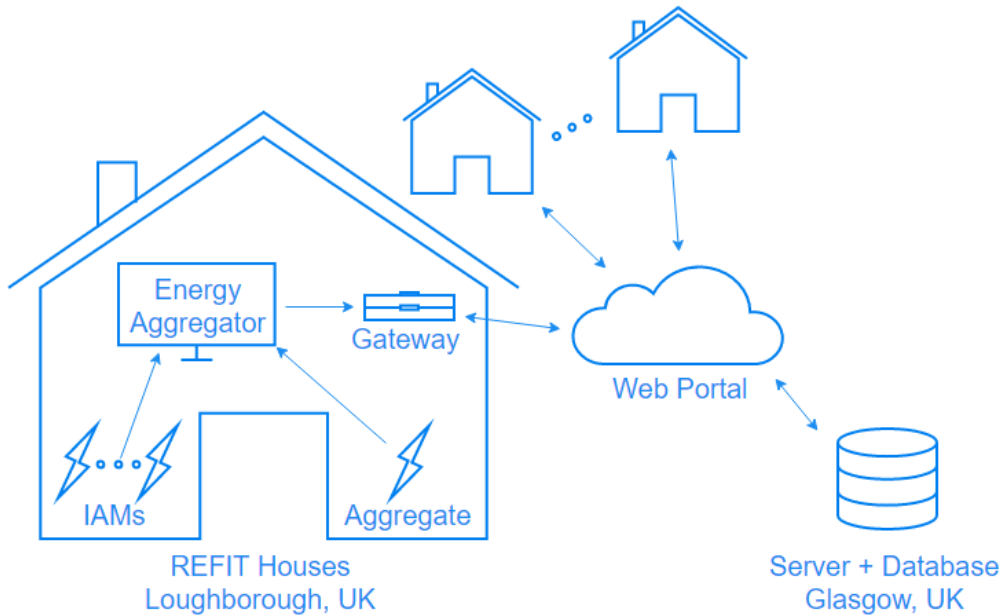 Energy
Aggregator
Gateway
Web Portal
IAMs
Aggregate
REFIT Houses
Loughborough, UK
Server + Database
Glasgow, UK